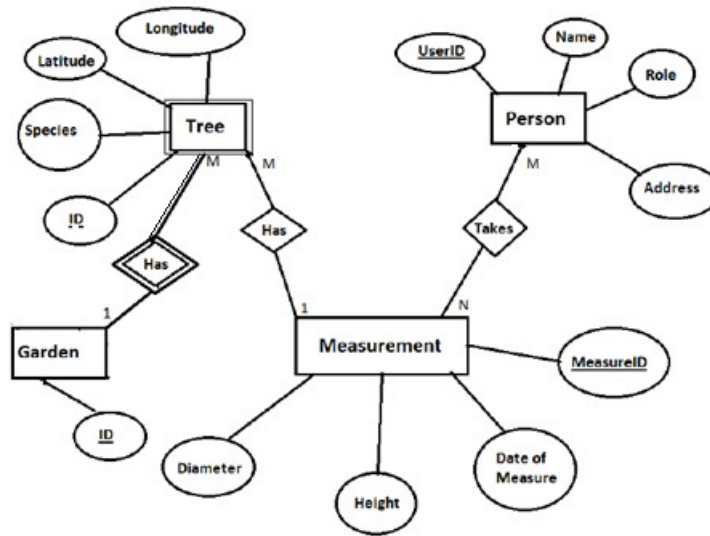 Longitude
Latitude
Species
ID
Tree
M
M
Has
Has
1
Garden
ID
UserID
Name
Role
Person
Address
M
Takes
1
N
Measurement
MeasureID
Diameter
Height
Date of
Measure